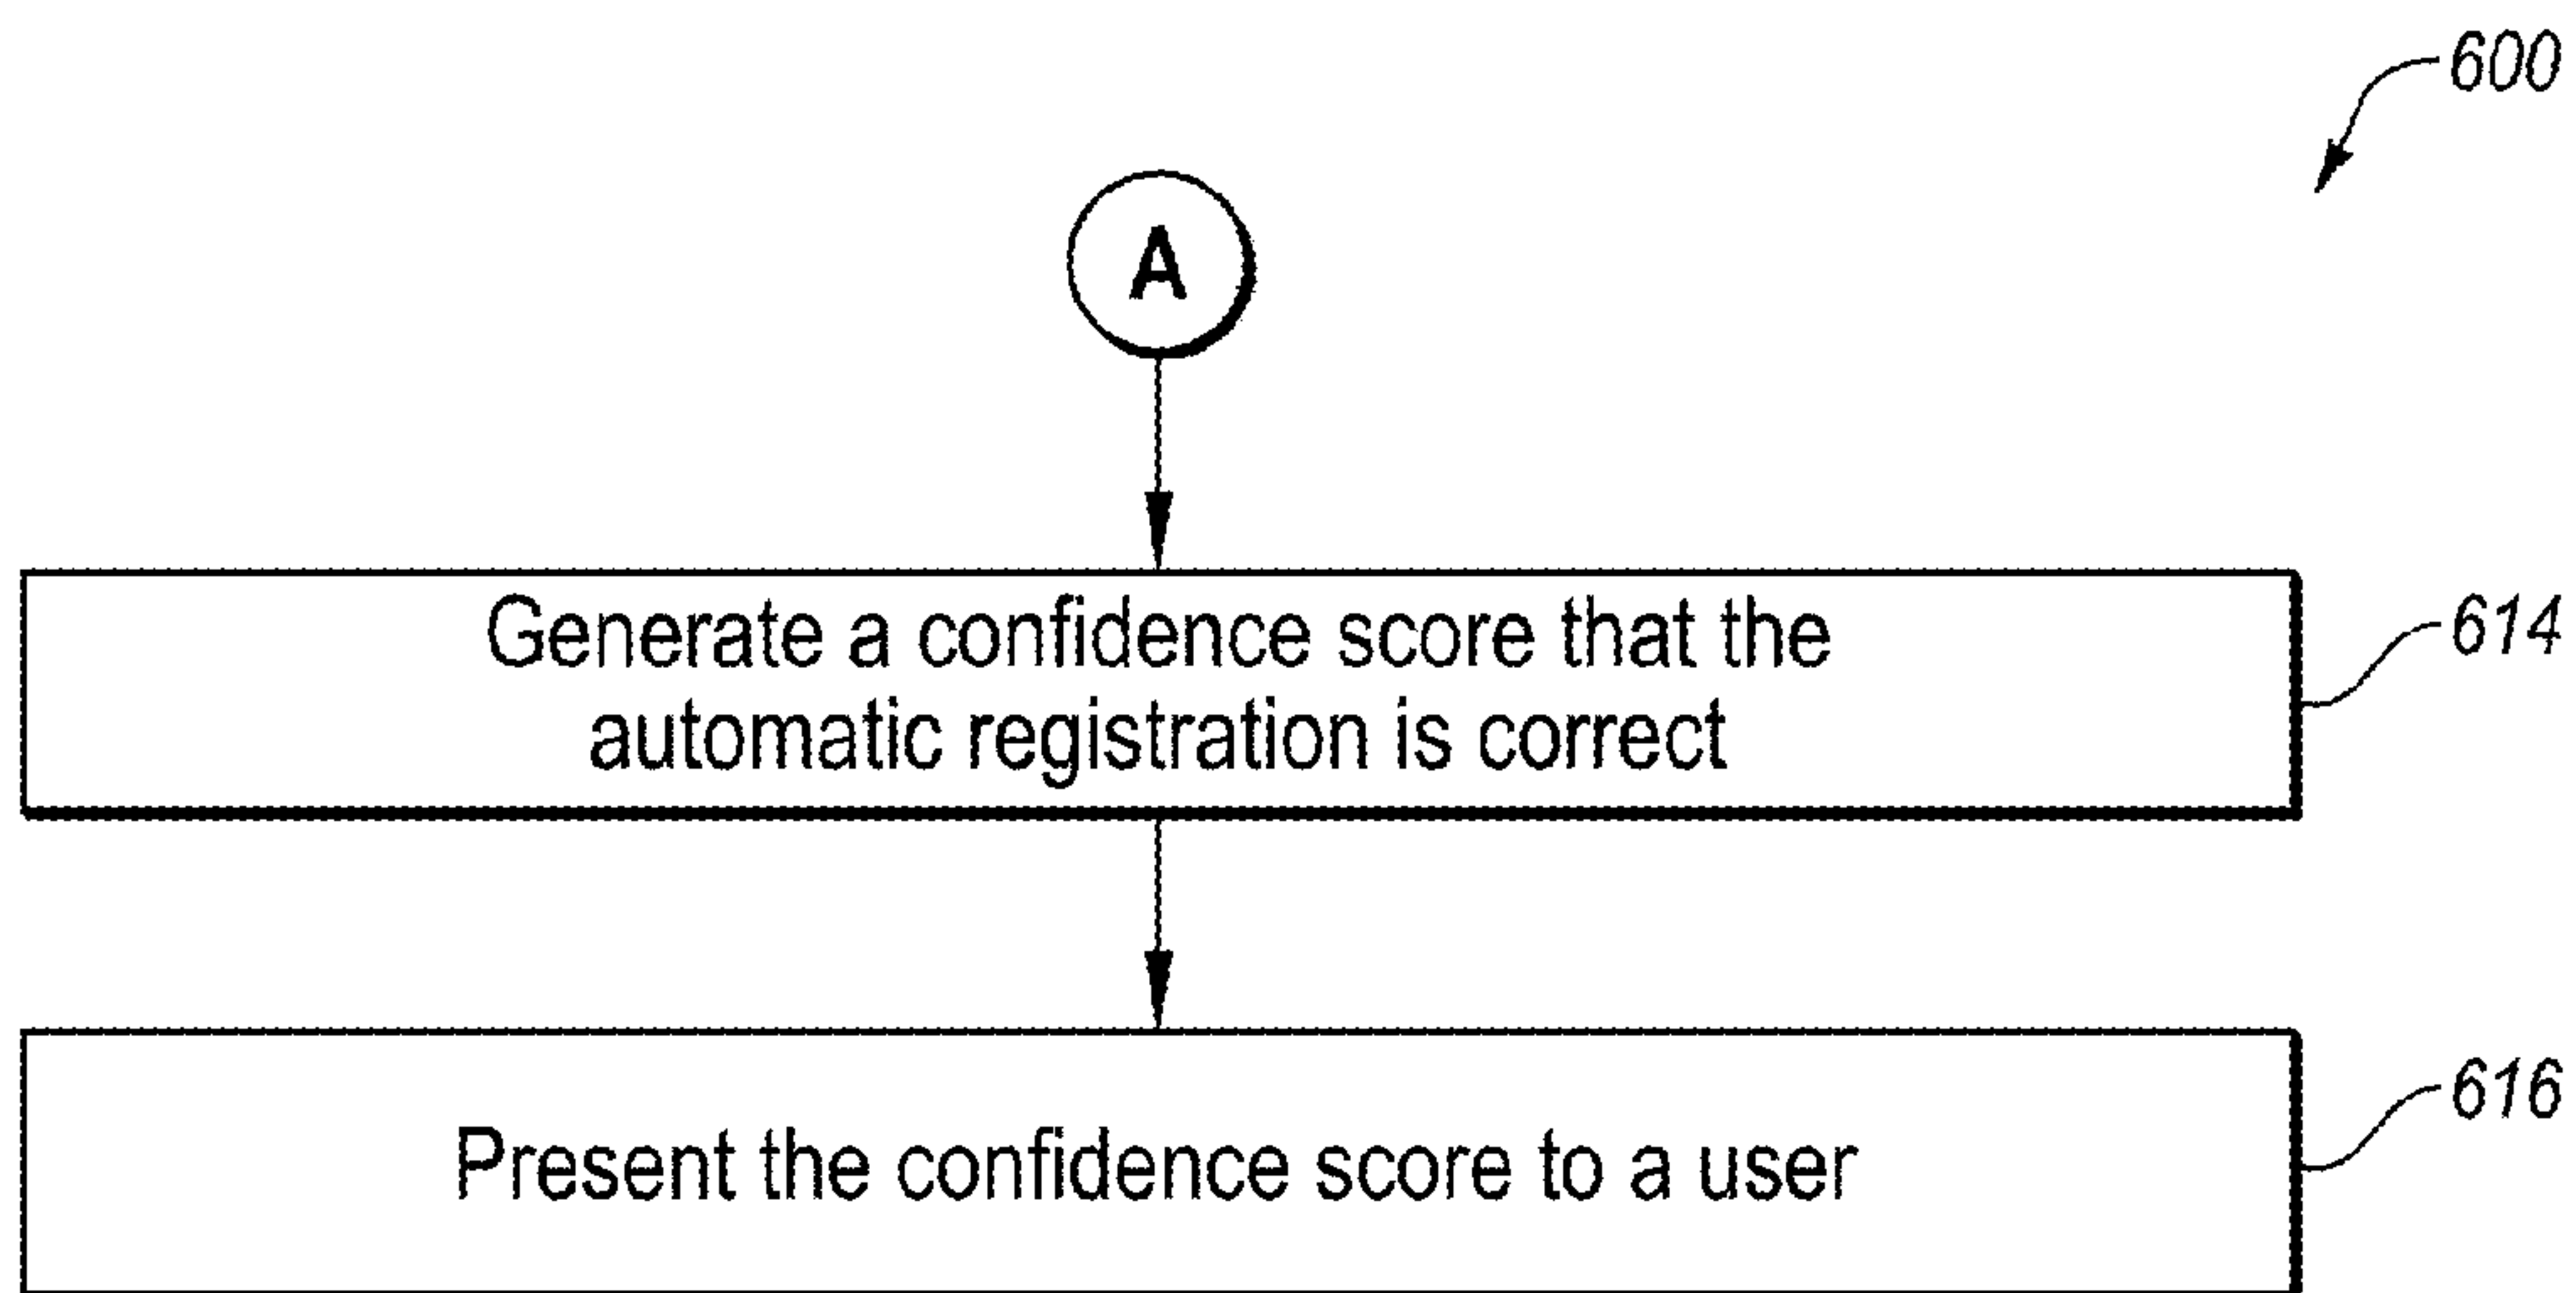 600
A
Generate a confidence score that the
automatic registration is correct
614
Present the confidence score to a user
616